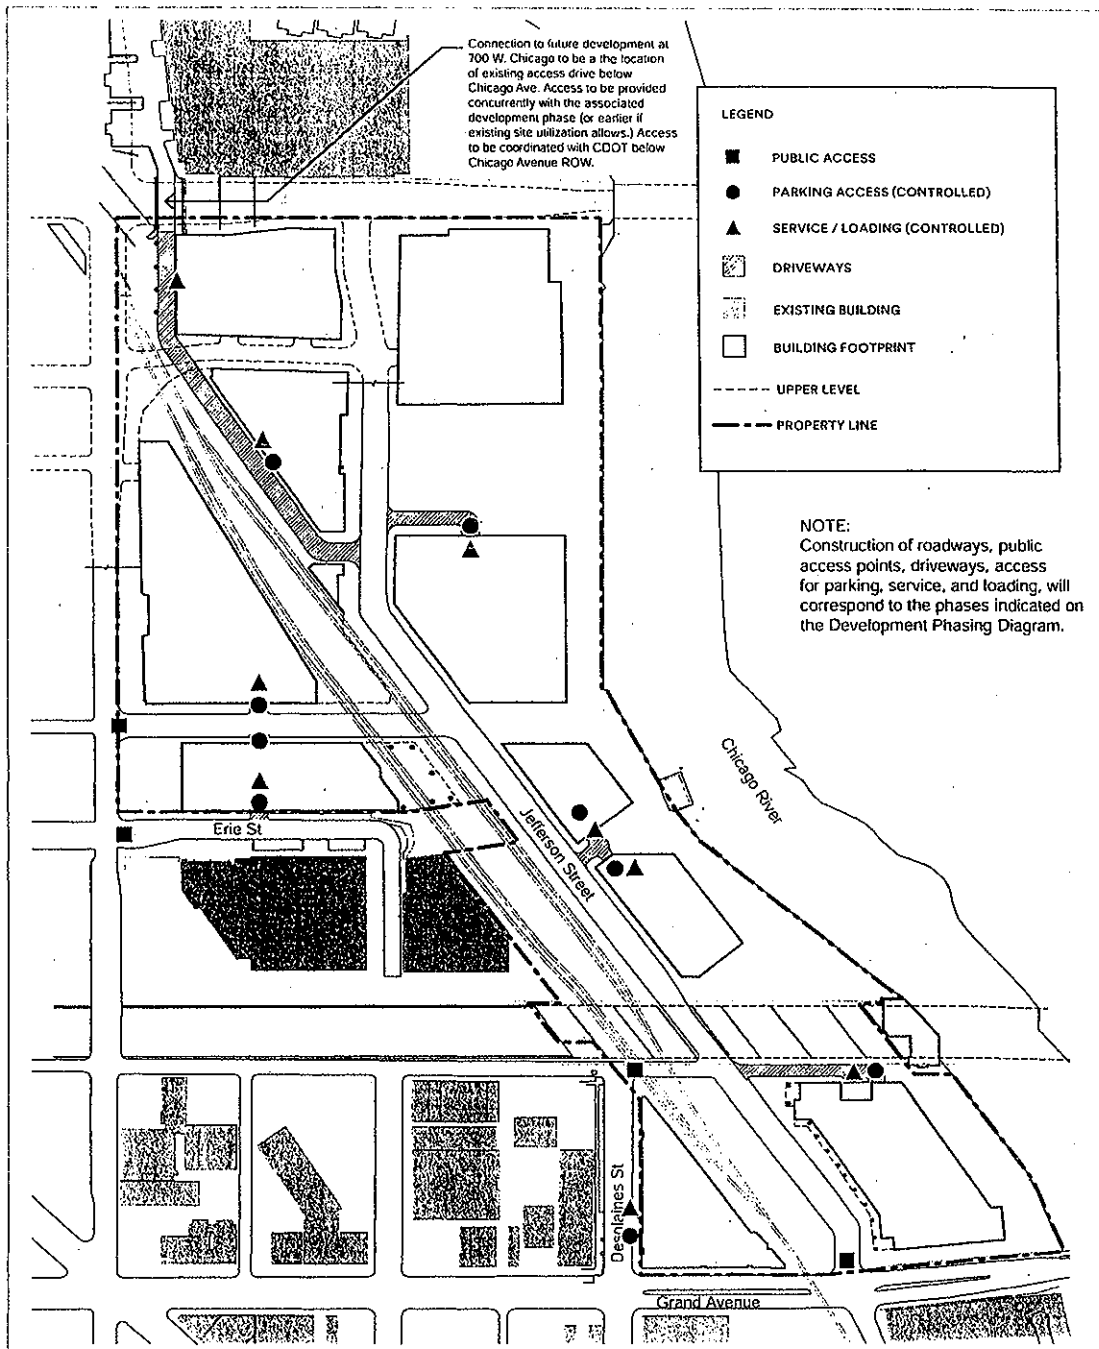 Connection to future development at
700 W. Chicago to be a the location
of existing access drive below
Chicago Ave. Access to be provided
concurrently with the associated
development phase (or earlier if
existing site utilization allows.) Access
to be coordinated with CDOT below
Chicago Avenue ROW.
LEGEND
PUBLIC ACCESS
PARKING ACCESS (CONTROLLED)
SERVICE / LOADING (CONTROLLED)
DRIVEWAYS
EXISTING BUILDING
BUILDING FOOTPRINT
UPPER LEVEL
PROPERTY LINE
NOTE:
Construction of roadways, public
access points, driveways, access
for parking, service, and loading, will
correspond to the phases indicated on
the Development Phasing Diagram.
Chicago River
Jefferson Street
Erie St
Desplaines St
Grand Avenue